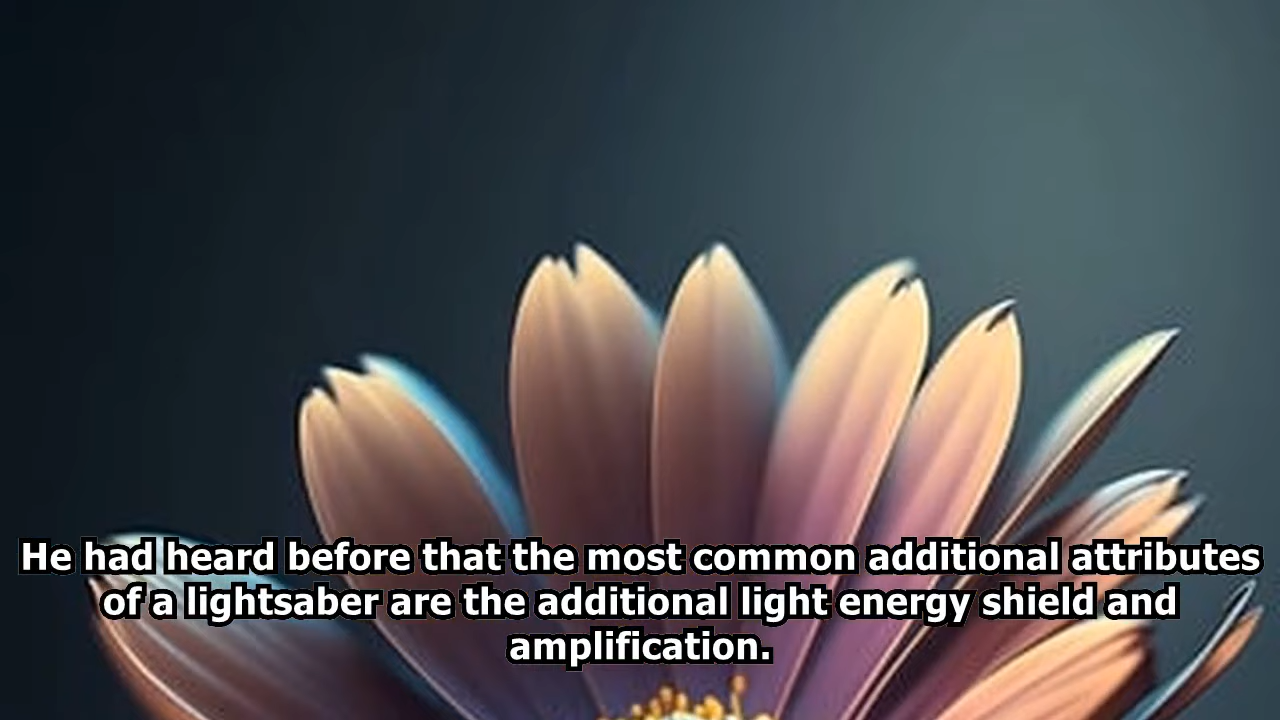 He had heard before that the most common additional attributes
of a lightsaber are the additional light energy shield and
amplification.